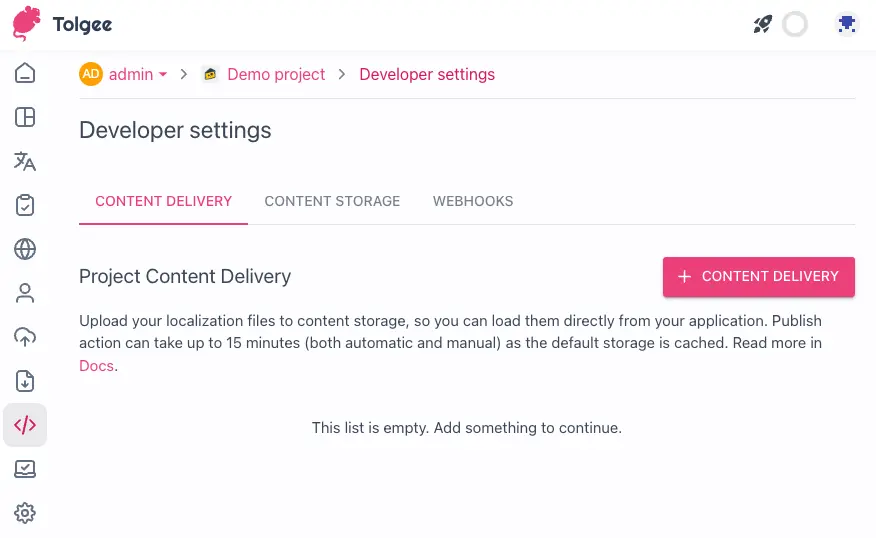 Tolgee
AD admin Demo project Developer settings
Developer settings
CONTENT DELIVERY CONTENT STORAGE WEBHOOKS
Project Content Delivery
+ CONTENT DELIVERY
Upload your localization files to content storage, so you can load them directly from your application. Publish
action can take up to 15 minutes (both automatic and manual) as the default storage is cached. Read more in
Docs.
This list is empty. Add something to continue.